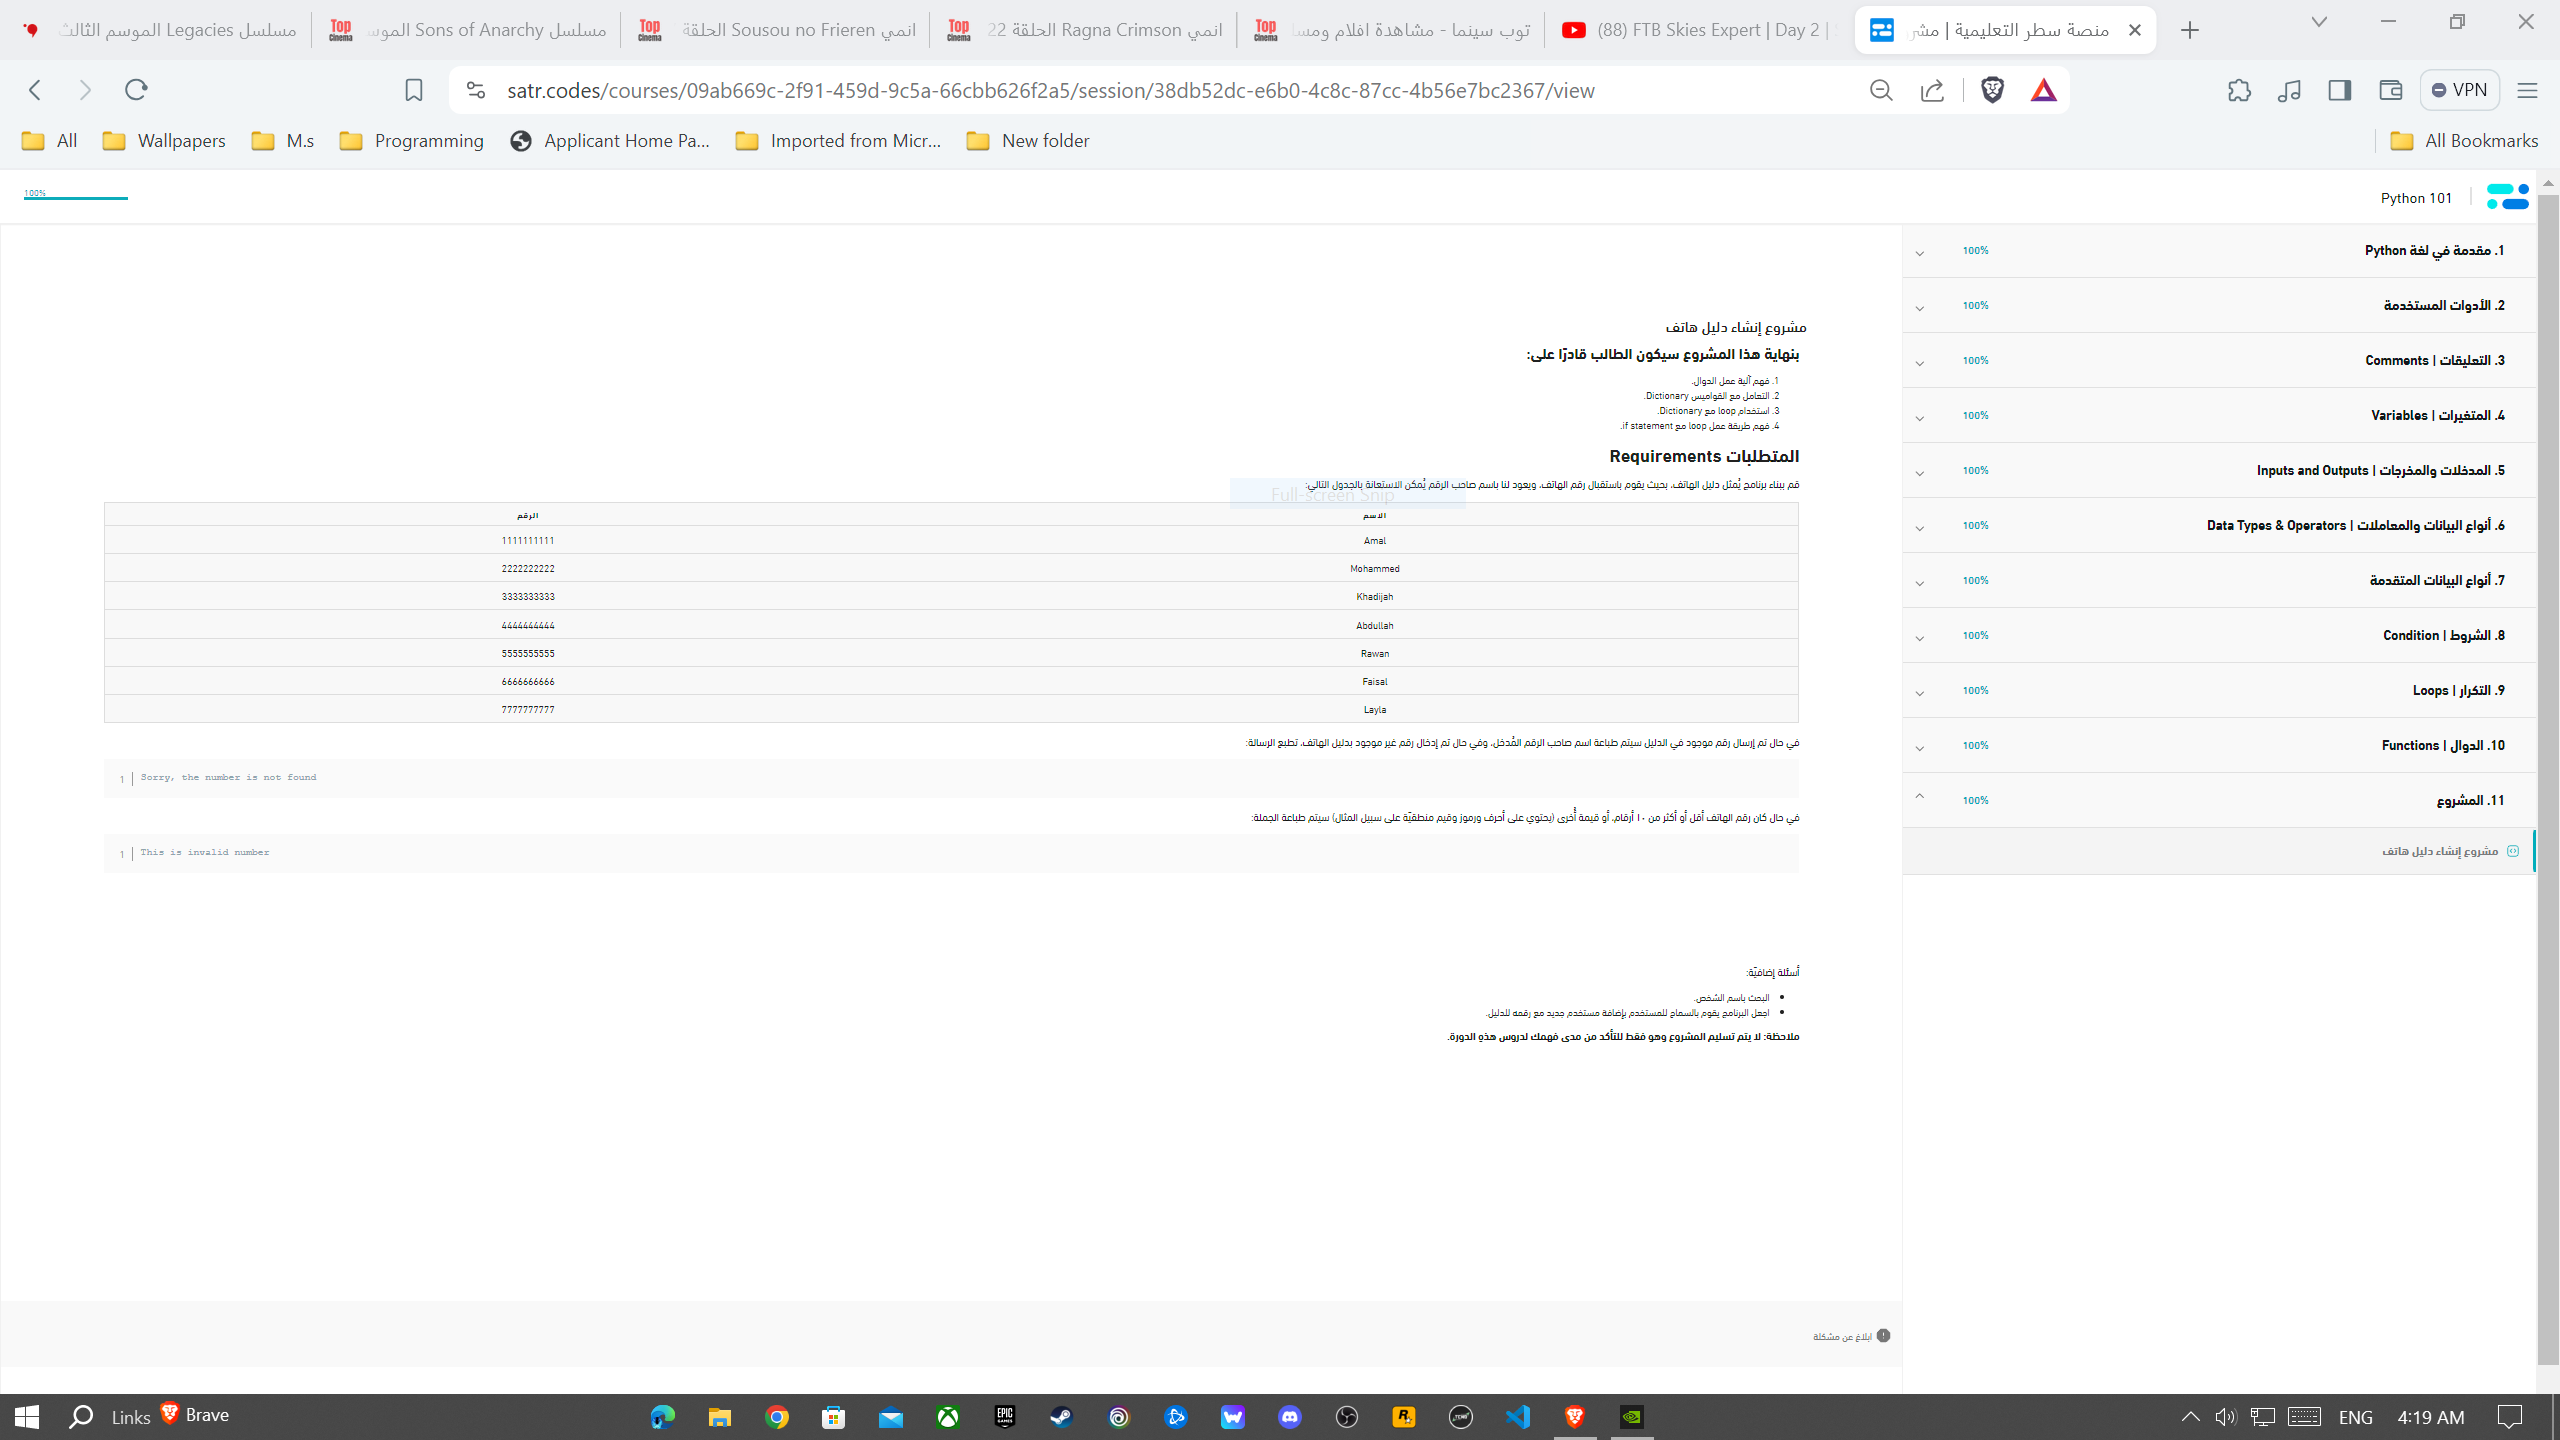 مسلسل Legacies الموسم الثالث
مسلسل Sons of Anarchy الموس
انمي Sousou no Frieren الحلقة
انمي Ragna Crimson الحلقة 22
توب سينما - مشاهدة افلام ومسا
(88) FTB Skies Expert | Day 2 |
منصة سطر التعليمية | مش
satr.codes/courses/09ab669c-2f91-459d-9c5a-66cbb626f2a5/session/38db52dc-e6b0-4c8c-87cc-4b56e7bc2367/view
VPN
All
Wallpapers
M.s
Programming
Applicant Home Pa...
Imported from Micr...
New folder
All Bookmarks
100%
Python 101
مشروع إنشاء دليل هاتف
بنهاية هذا المشروع سيكون الطالب قادرًا على:
1. فهم آلية عمل الدوال.
2. التعامل مع القواميس Dictionary.
3. استخدام loop مع Dictionary.
4. فهم طريقة عمل loop مع if statement.
المتطلبات Requirements
قم ببناء برنامج يُمثل دليل الهاتف، بحيث يقوم باستقبال رقم الهاتف، ويعود لنا باسم صاحب الرقم يُمكن الاستعانة بالجدول التالي:
Full-screen Snip
الاسم الرقم
Amal 1111111111
Mohammed 2222222222
Khadijah 3333333333
Abdullah 4444444444
Rawan 5555555555
Faisal 6666666666
Layla 7777777777
في حال تم إرسال رقم موجود في الدليل سيتم طباعة اسم صاحب الرقم المُدخل، وفي حال تم إدخال رقم غير موجود بدليل الهاتف، تطبع الرسالة:
1 Sorry, the number is not found
في حال كان رقم الهاتف أقل أو أكثر من ١٠ أرقام، أو قيمة أُخرى (يحتوي على أحرف ورموز وقيم منطقيّة على سبيل المثال) سيتم طباعة الجملة:
1 This is invalid number
أسئلة إضافيّة:
البحث باسم الشخص.
اجعل البرنامج يقوم بالسماح للمستخدم بإضافة مستخدم جديد مع رقمه للدليل.
ملاحظة: لا يتم تسليم المشروع وهو فقط للتأكد من مدى فهمك لدروس هذه الدورة.
ابلاغ عن مشكلة
1. مقدمة في لغة Python 100%
2. الأدوات المستخدمة 100%
3. التعليقات | Comments 100%
4. المتغيرات | Variables 100%
5. المدخلات والمخرجات | Inputs and Outputs 100%
6. أنواع البيانات والمعاملات | Data Types & Operators 100%
7. أنواع البيانات المتقدمة 100%
8. الشروط | Condition 100%
9. التكرار | Loops 100%
10. الدوال | Functions 100%
11. المشروع 100%
مشروع إنشاء دليل هاتف
Links
Brave
ENG
4:19 AM